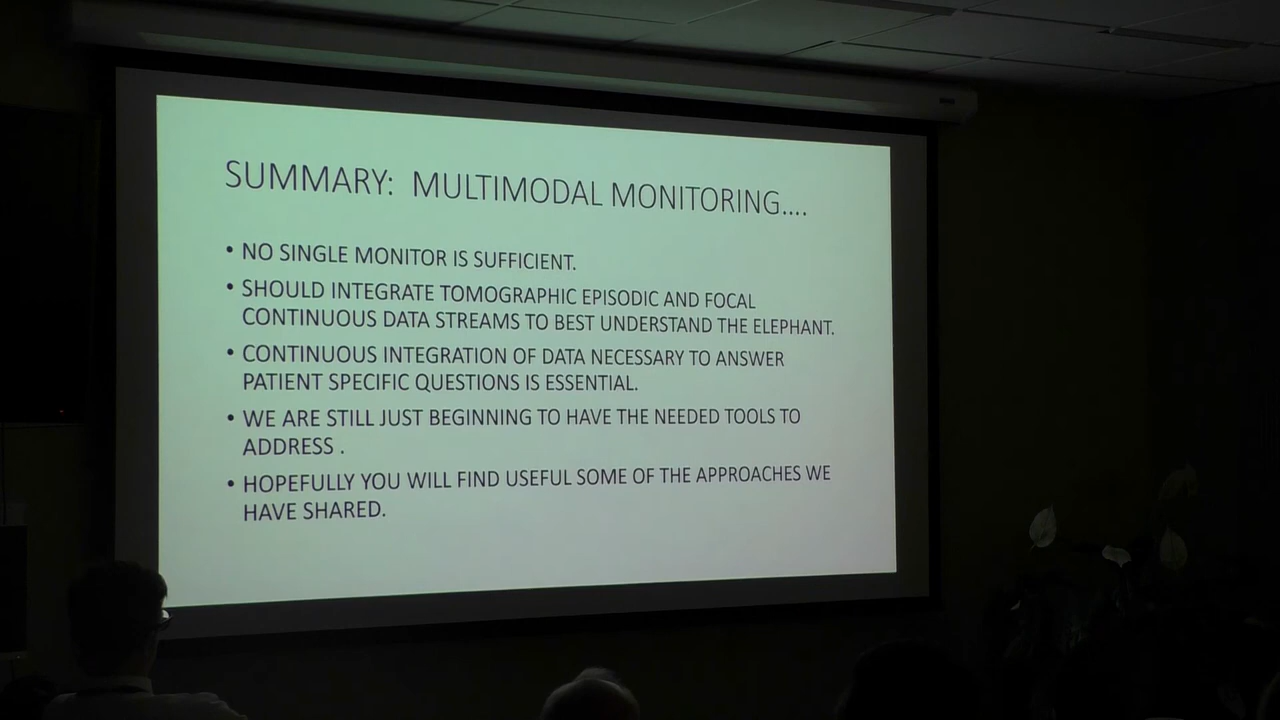 SUMMARY: MULTIMODAL MONITORING....
• NO SINGLE MONITOR IS SUFFICIENT.
• SHOULD INTEGRATE TOMOGRAPHIC EPISODIC AND FOCAL
CONTINUOUS DATA STREAMS TO BEST UNDERSTAND THE ELEPHANT.
• CONTINUOUS INTEGRATION OF DATA NECESSARY TO ANSWER
PATIENT SPECIFIC QUESTIONS IS ESSENTIAL.
• WE ARE STILL JUST BEGINNING TO HAVE THE NEEDED TOOLS TO
ADDRESS .
• HOPEFULLY YOU WILL FIND USEFUL SOME OF THE APPROACHES WE
HAVE SHARED.